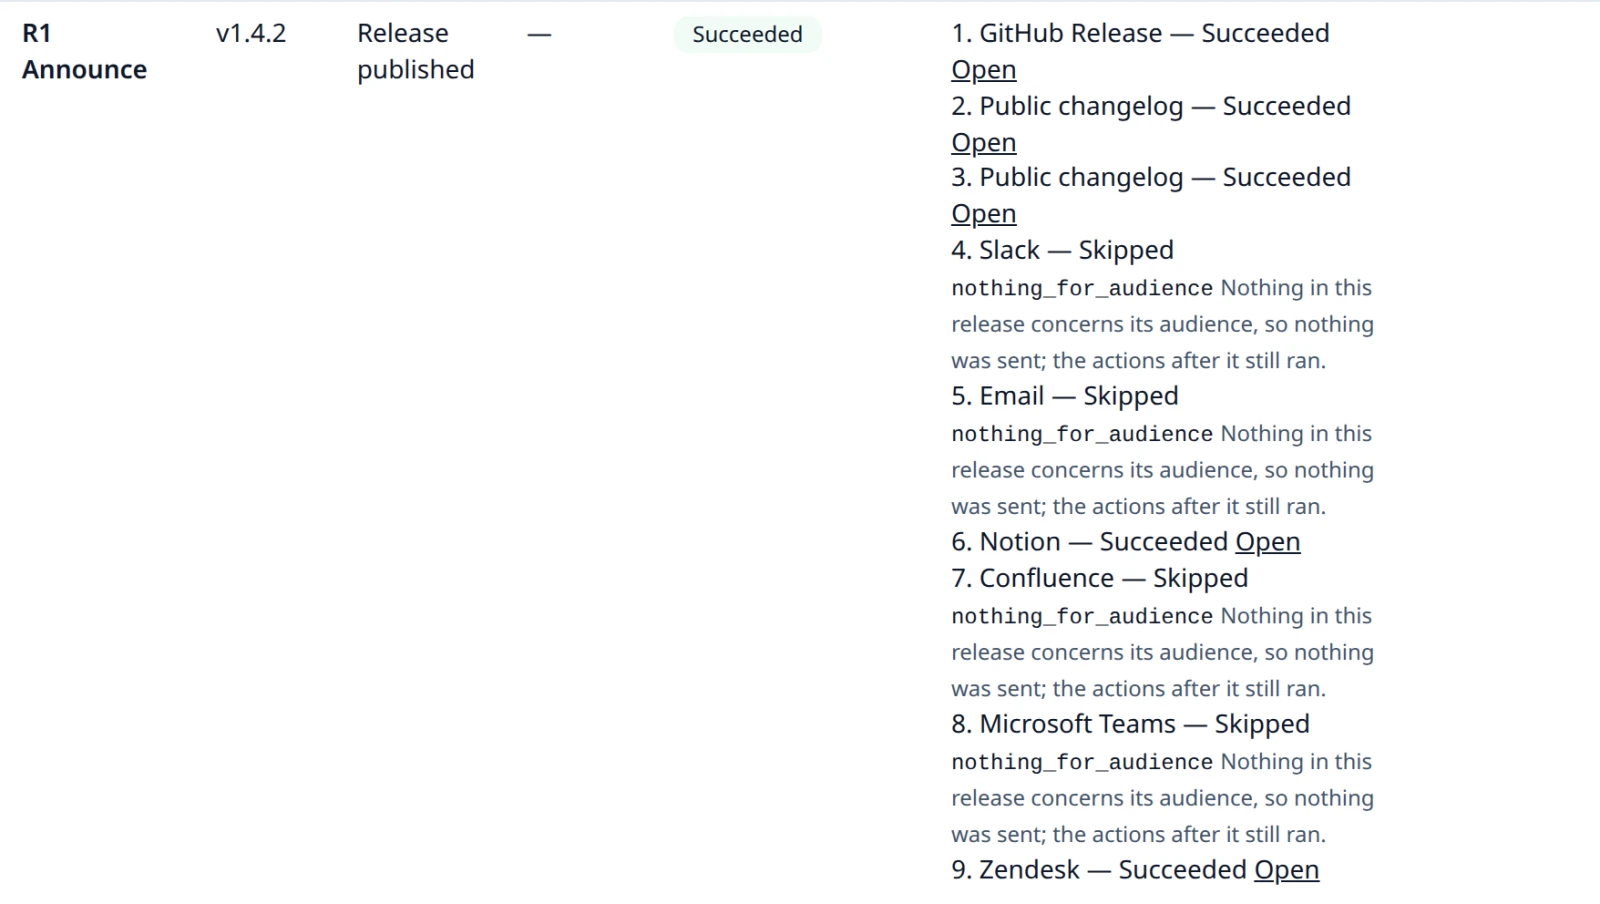 R1
Announce
v1.4.2
Release
published
—
Succeeded
1. GitHub Release — Succeeded
Open
2. Public changelog — Succeeded
Open
3. Public changelog — Succeeded
Open
4. Slack — Skipped
nothing_for_audience Nothing in this
release concerns its audience, so nothing
was sent; the actions after it still ran.
5. Email — Skipped
nothing_for_audience Nothing in this
release concerns its audience, so nothing
was sent; the actions after it still ran.
6. Notion — Succeeded Open
7. Confluence — Skipped
nothing_for_audience Nothing in this
release concerns its audience, so nothing
was sent; the actions after it still ran.
8. Microsoft Teams — Skipped
nothing_for_audience Nothing in this
release concerns its audience, so nothing
was sent; the actions after it still ran.
9. Zendesk — Succeeded Open